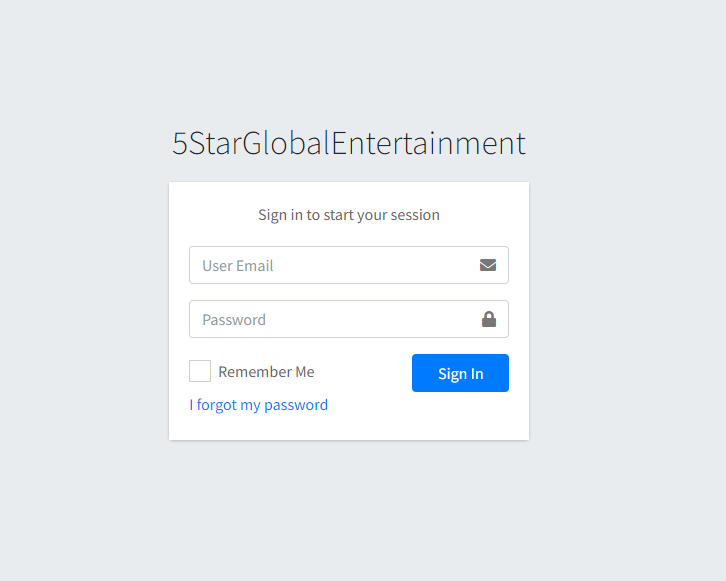 5StarGlobalEntertainment
Sign in to start your session
User Email
Password
Remember Me
Sign In
I forgot my password